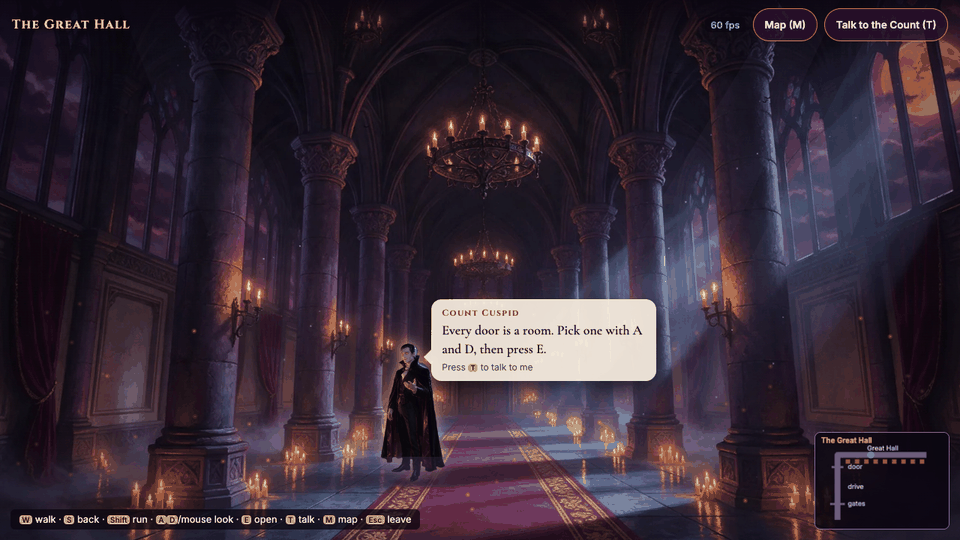 The Great Hall
60 fps
Map (M)
Talk to the Count (T)
Count Cuspid
Every door is a room. Pick one with A
and D, then press E.
Press T to talk to me
The Great Hall
Great Hall
door
drive
gates
W walk · S back · Shift run · A D/mouse look · E open · T talk · M map · Esc leave